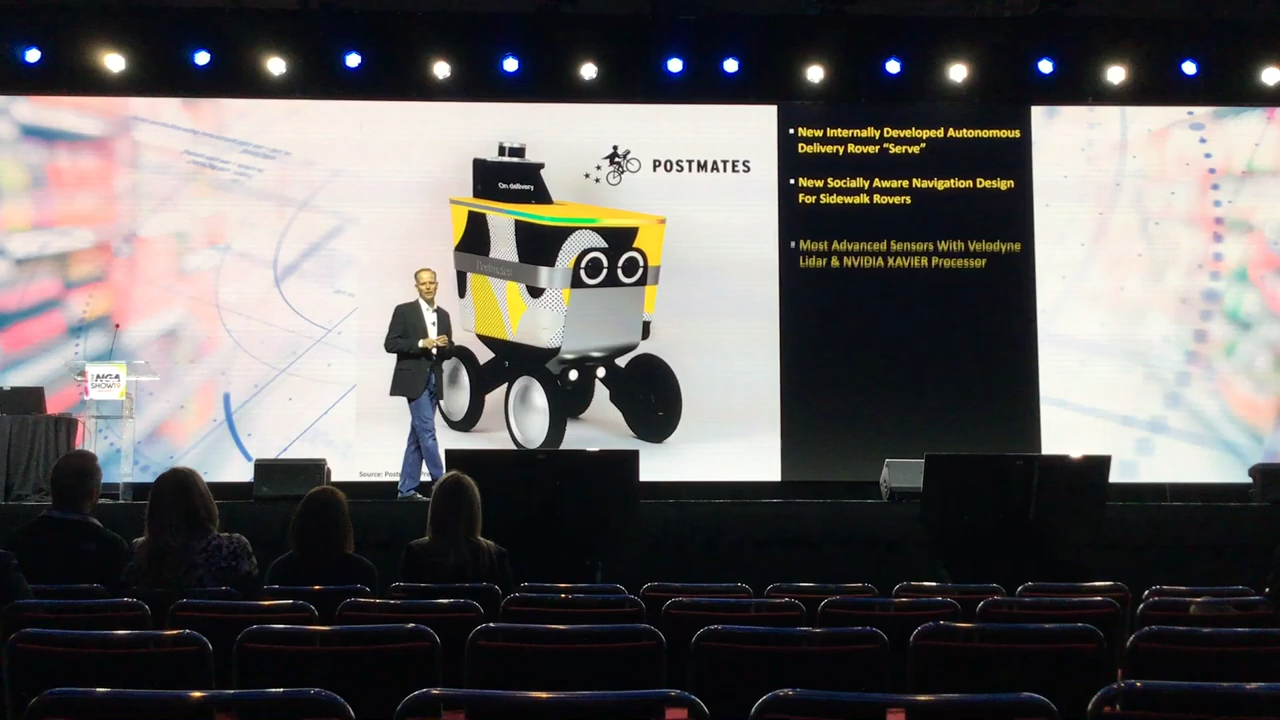 On delivery
Postmates
POSTMATES
New Internally Developed Autonomous
Delivery Rover “Serve”
New Socially Aware Navigation Design
For Sidewalk Rovers
Most Advanced Sensors With Velodyne
Lidar & NVIDIA XAVIER Processor
NGA
SHOW19
Source: